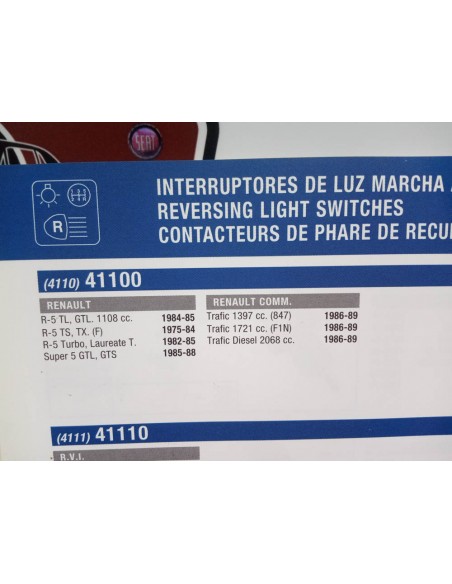 SEAT
R
INTERRUPTORES DE LUZ MARCHA
REVERSING LIGHT SWITCHES
CONTACTEURS DE PHARE DE RECU
(4110) 41100
RENAULT
R-5 TL, GTL. 1108 cc. 1984-85
R-5 TS, TX. (F) 1975-84
R-5 Turbo, Laureate T. 1982-85
Super 5 GTL, GTS 1985-88
RENAULT COMM.
Trafic 1397 cc. (847) 1986-89
Trafic 1721 cc. (F1N) 1986-89
Trafic Diesel 2068 cc. 1986-89
(4111) 41110
R.V.I.